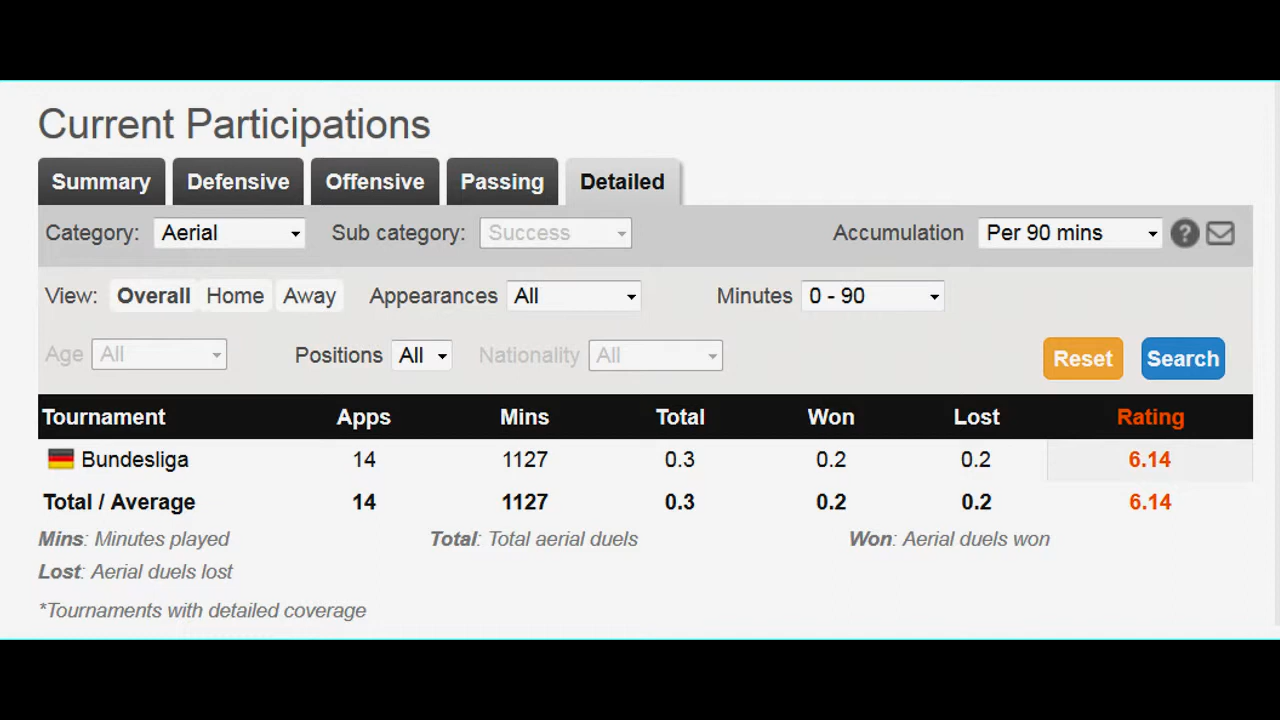 Current Participations
Summary Defensive Offensive Passing Detailed
Category: Aerial Sub category: Success Accumulation Per 90 mins ?
View: Overall Home Away Appearances All Minutes 0 - 90
Age All Positions All Nationality All Reset Search
Tournament Apps Mins Total Won Lost Rating
Bundesliga 14 1127 0.3 0.2 0.2 6.14
Total / Average 14 1127 0.3 0.2 0.2 6.14
Mins: Minutes played Total: Total aerial duels Won: Aerial duels won
Lost: Aerial duels lost
*Tournaments with detailed coverage